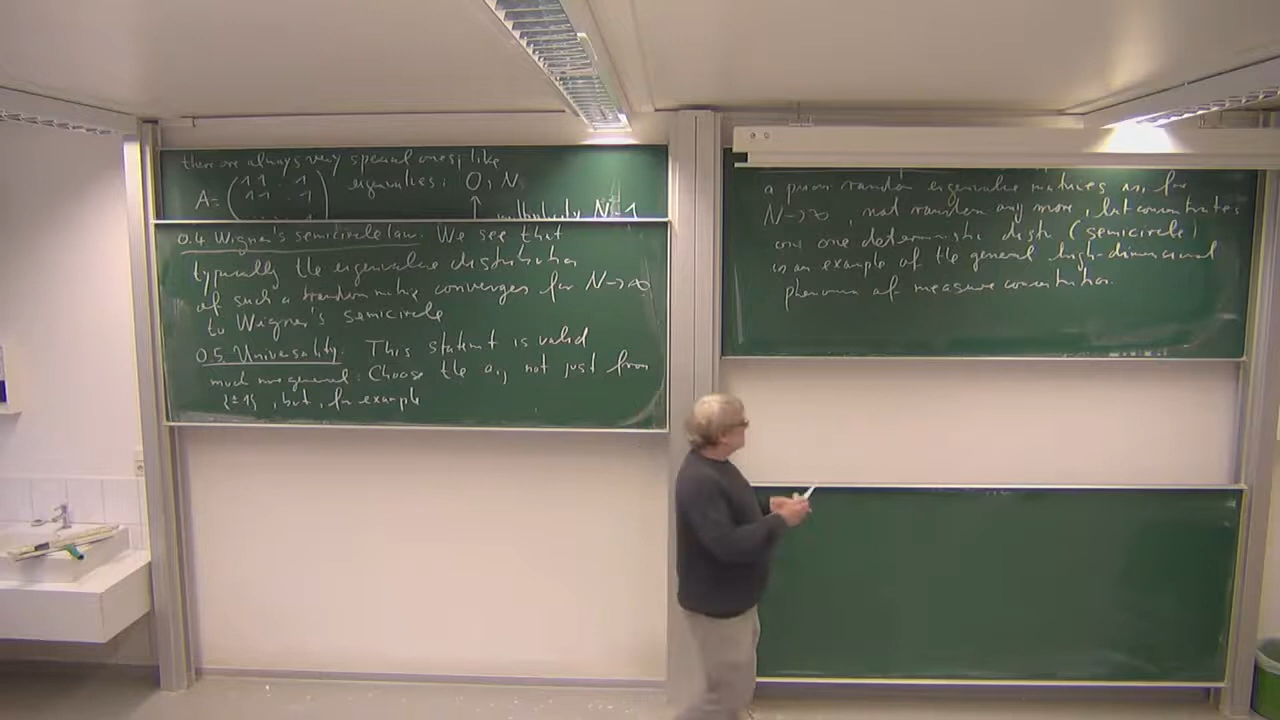 there are always very special ones, like
A = ( 1 1 . . 1
1 1 . . 1 ) eigenvalues: 0, N
↑ multiplicity N-1
0.4 Wigner's semicircle law. We see that
typically the eigenvalue distribution
of such a random matrix converges for N → ∞
to Wigner's semicircle
0.5 Universality. This statement is valid
much more general: Choose the aij not just from
{±1}, but, for example
a priori random eigenvalue matrices is, for
N → ∞, not random any more, but concentrates
on one deterministic distr. (semicircle)
is an example of the general high-dimensional
phenomenon of measure concentration.